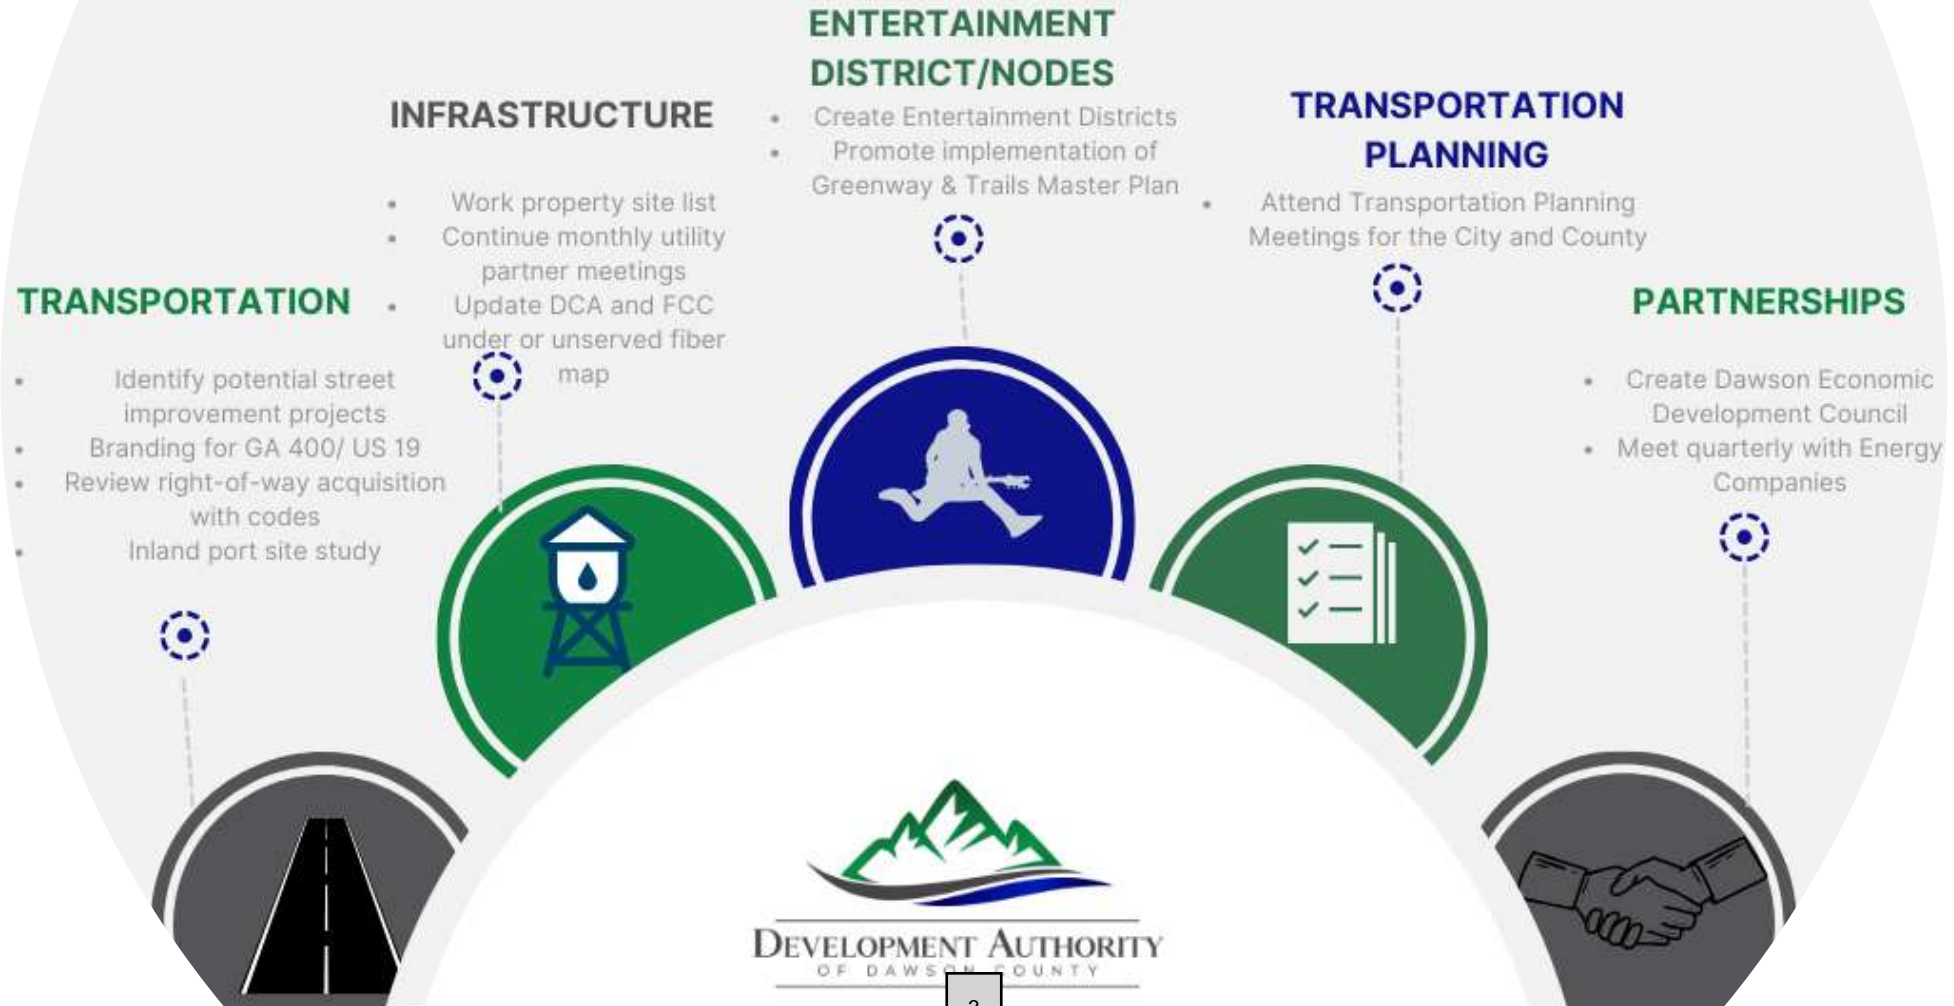 ENTERTAINMENT
DISTRICT/NODES
• Create Entertainment Districts
• Promote implementation of
Greenway & Trails Master Plan
INFRASTRUCTURE
• Work property site list
• Continue monthly utility
partner meetings
• Update DCA and FCC
under or unserved fiber
map
TRANSPORTATION
PLANNING
• Attend Transportation Planning
Meetings for the City and County
TRANSPORTATION
• Identify potential street
improvement projects
• Branding for GA 400/ US 19
• Review right-of-way acquisition
with codes
• Inland port site study
PARTNERSHIPS
• Create Dawson Economic
Development Council
• Meet quarterly with Energy
Companies
DEVELOPMENT AUTHORITY
OF DAWSON COUNTY